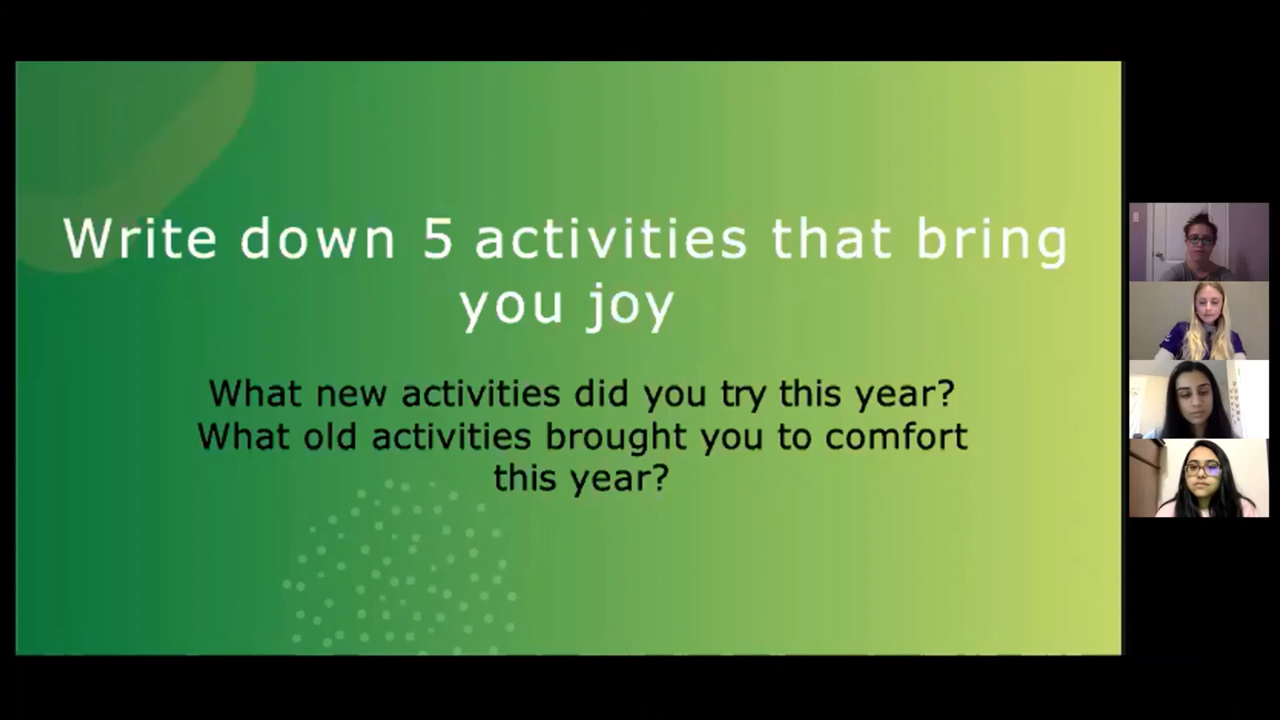 Write down 5 activities that bring
you joy
What new activities did you try this year?
What old activities brought you to comfort
this year?